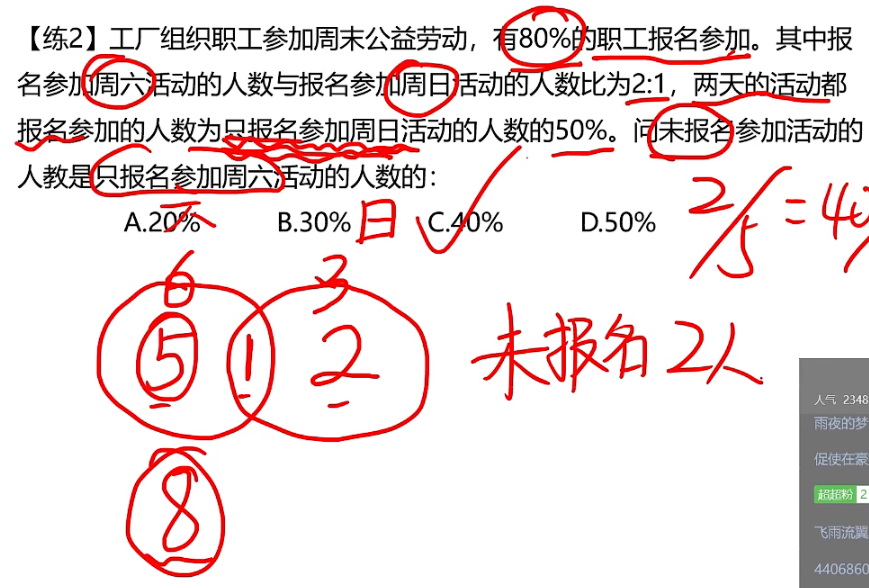 【练2】工厂组织职工参加周末公益劳动，有80%的职工报名参加。其中报
名参加周六活动的人数与报名参加周日活动的人数比为2:1，两天的活动都
报名参加的人数为只报名参加周日活动的人数的50%。问未报名参加活动的
人教是只报名参加周六活动的人数的：
A.20% B.30% C.40% D.50%
2/5=40
六 日
6 3
5 1 2
未报名2人
8
人气 2348
雨夜的梦
促使在豪
超超粉 2
飞雨流翼
4406860